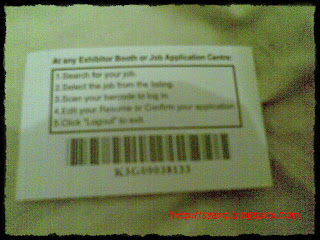 At any Exhibitor Booth or Job Application Centre:
1.Search for your job.
2.Select the job from the listing.
3.Scan your barcode to log in.
4.Edit your Resume or Confirm your application
5.Click "Logout" to exit.
K3G09038133